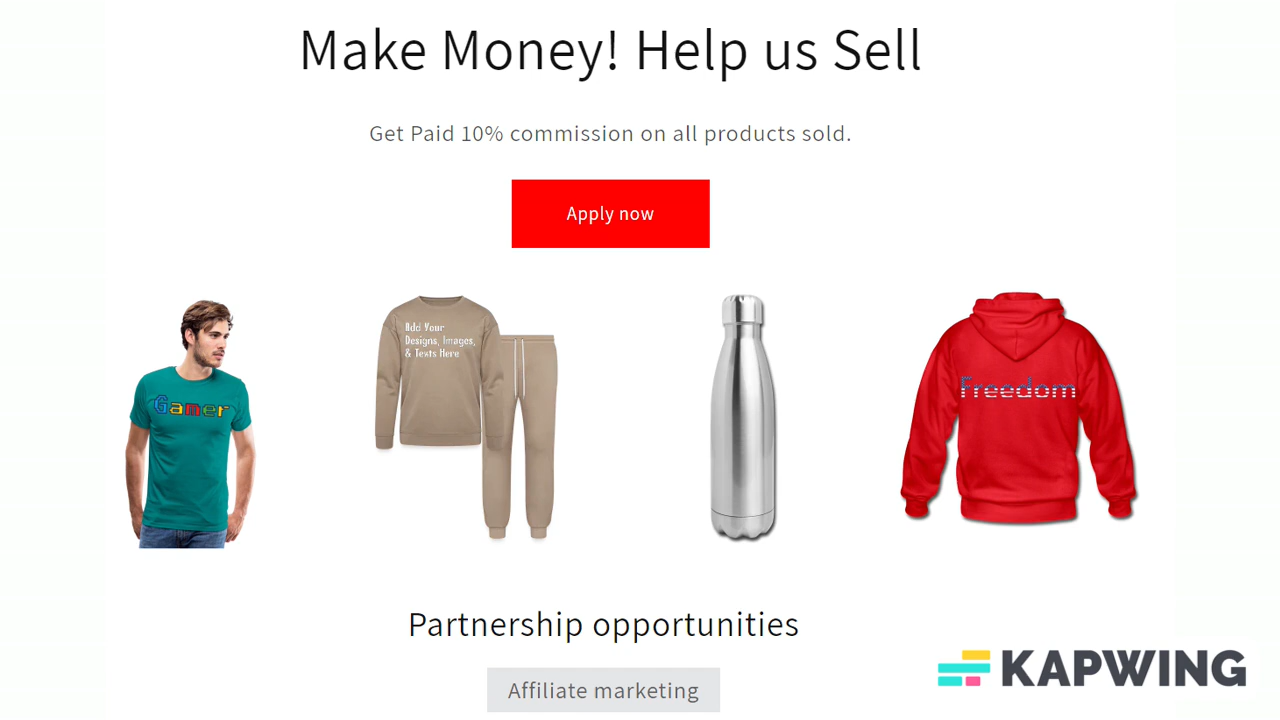 Make Money! Help us Sell
Get Paid 10% commission on all products sold.
Apply now
Gamer
Add Your
Designs, Images,
& Texts Here
Freedom
Partnership opportunities
Affiliate marketing
KAPWING